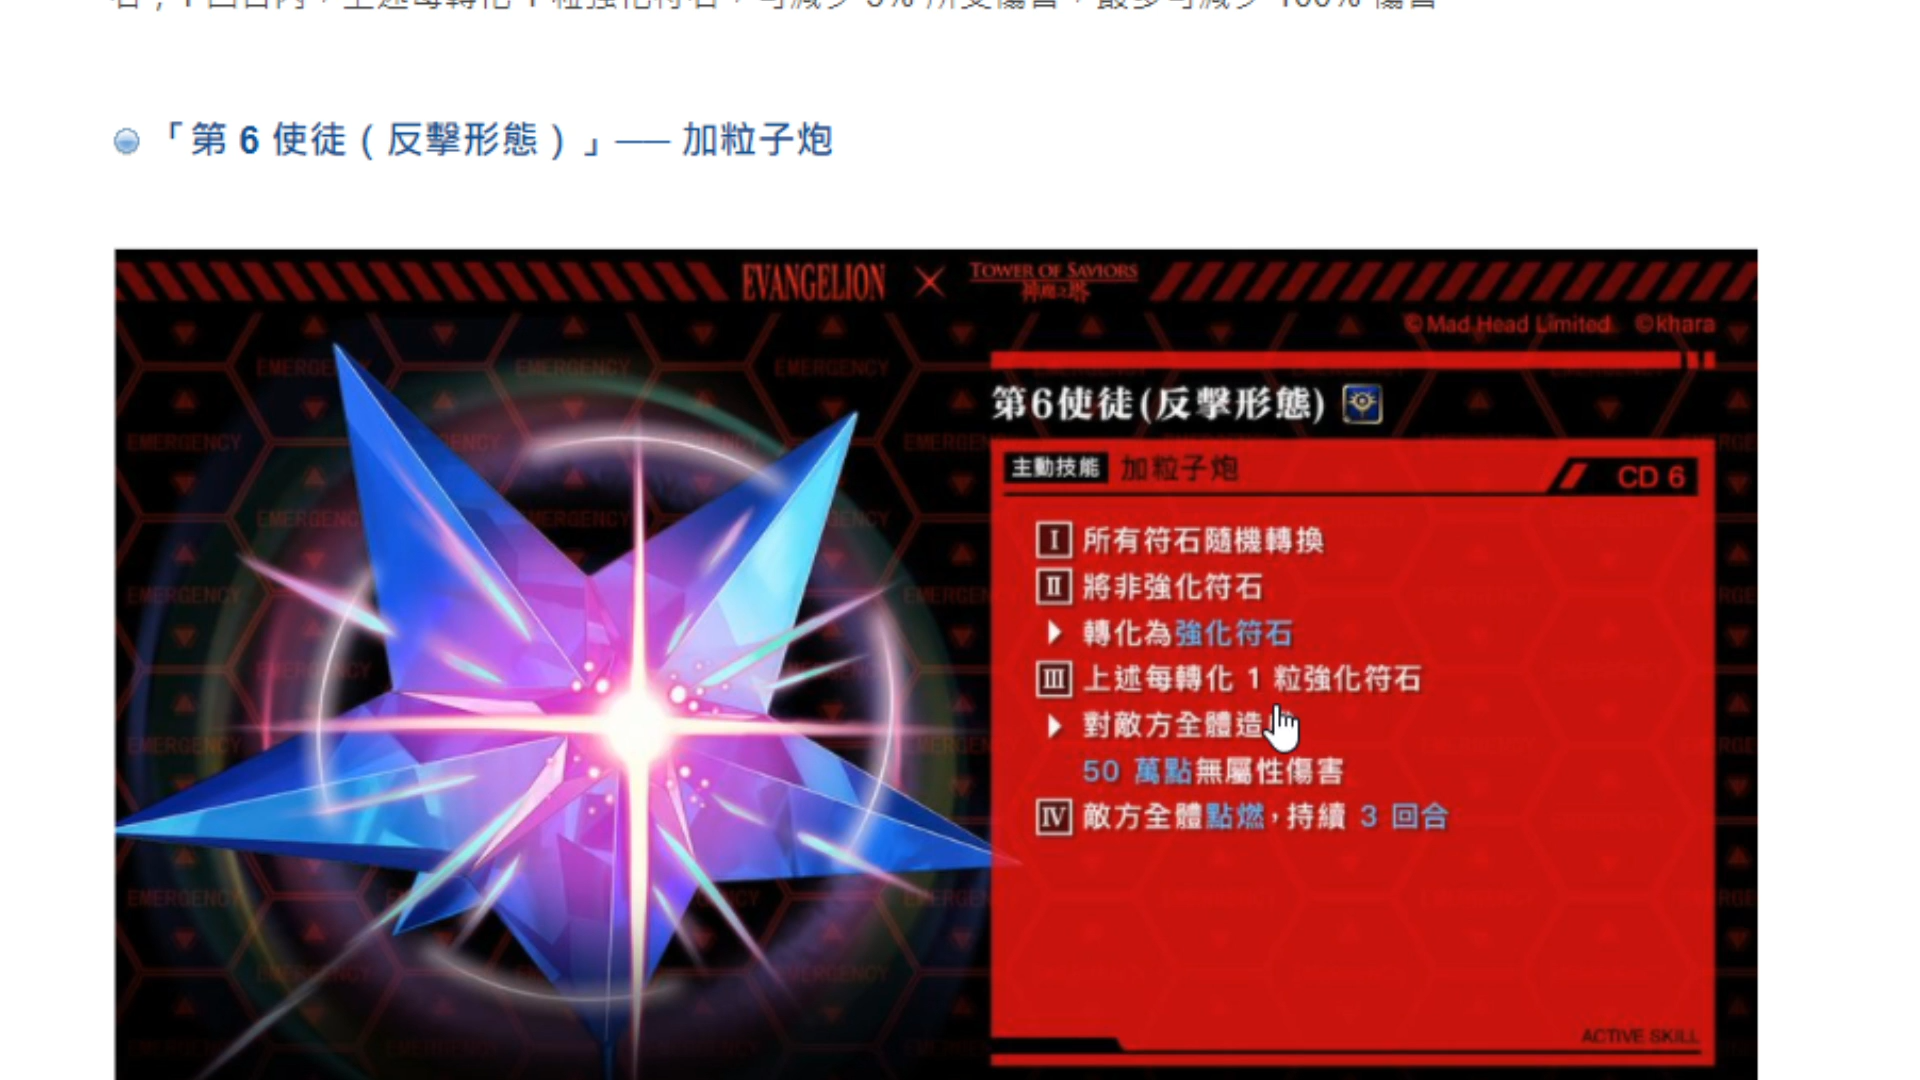 「第 6 使徒（反擊形態）」── 加粒子炮
EVANGELION × TOWER OF SAVIORS
神魔之塔
©Mad Head Limited ©khara
第6使徒(反擊形態)
主動技能 加粒子炮 CD 6
I 所有符石隨機轉換
II 將非強化符石
▶ 轉化為強化符石
III 上述每轉化 1 粒強化符石
▶ 對敵方全體造
50 萬點無屬性傷害
IV 敵方全體點燃，持續 3 回合
ACTIVE SKILL
EMERGENCY